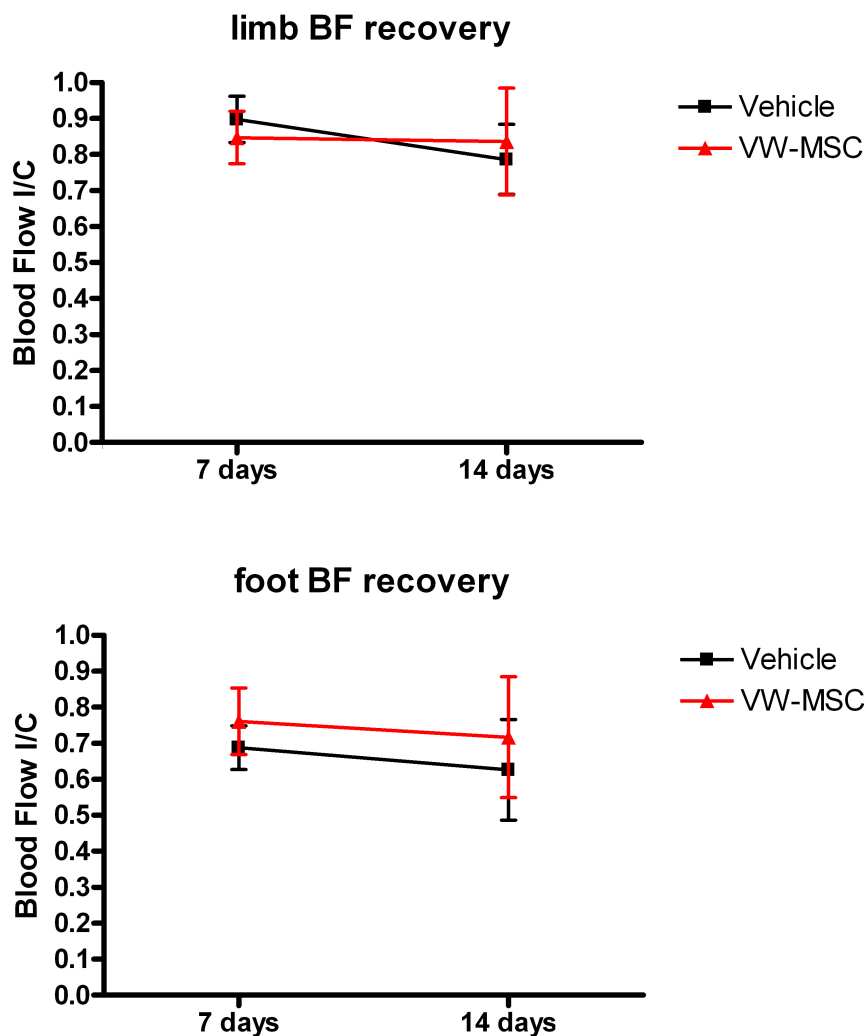 limb BF recovery
1.0
0.9
0.8
0.7
0.6
0.5
0.4
0.3
0.2
0.1
0.0
Blood Flow I/C
7 days
14 days
Vehicle
VW-MSC
foot BF recovery
1.0
0.9
0.8
0.7
0.6
0.5
0.4
0.3
0.2
0.1
0.0
Blood Flow I/C
7 days
14 days
Vehicle
VW-MSC